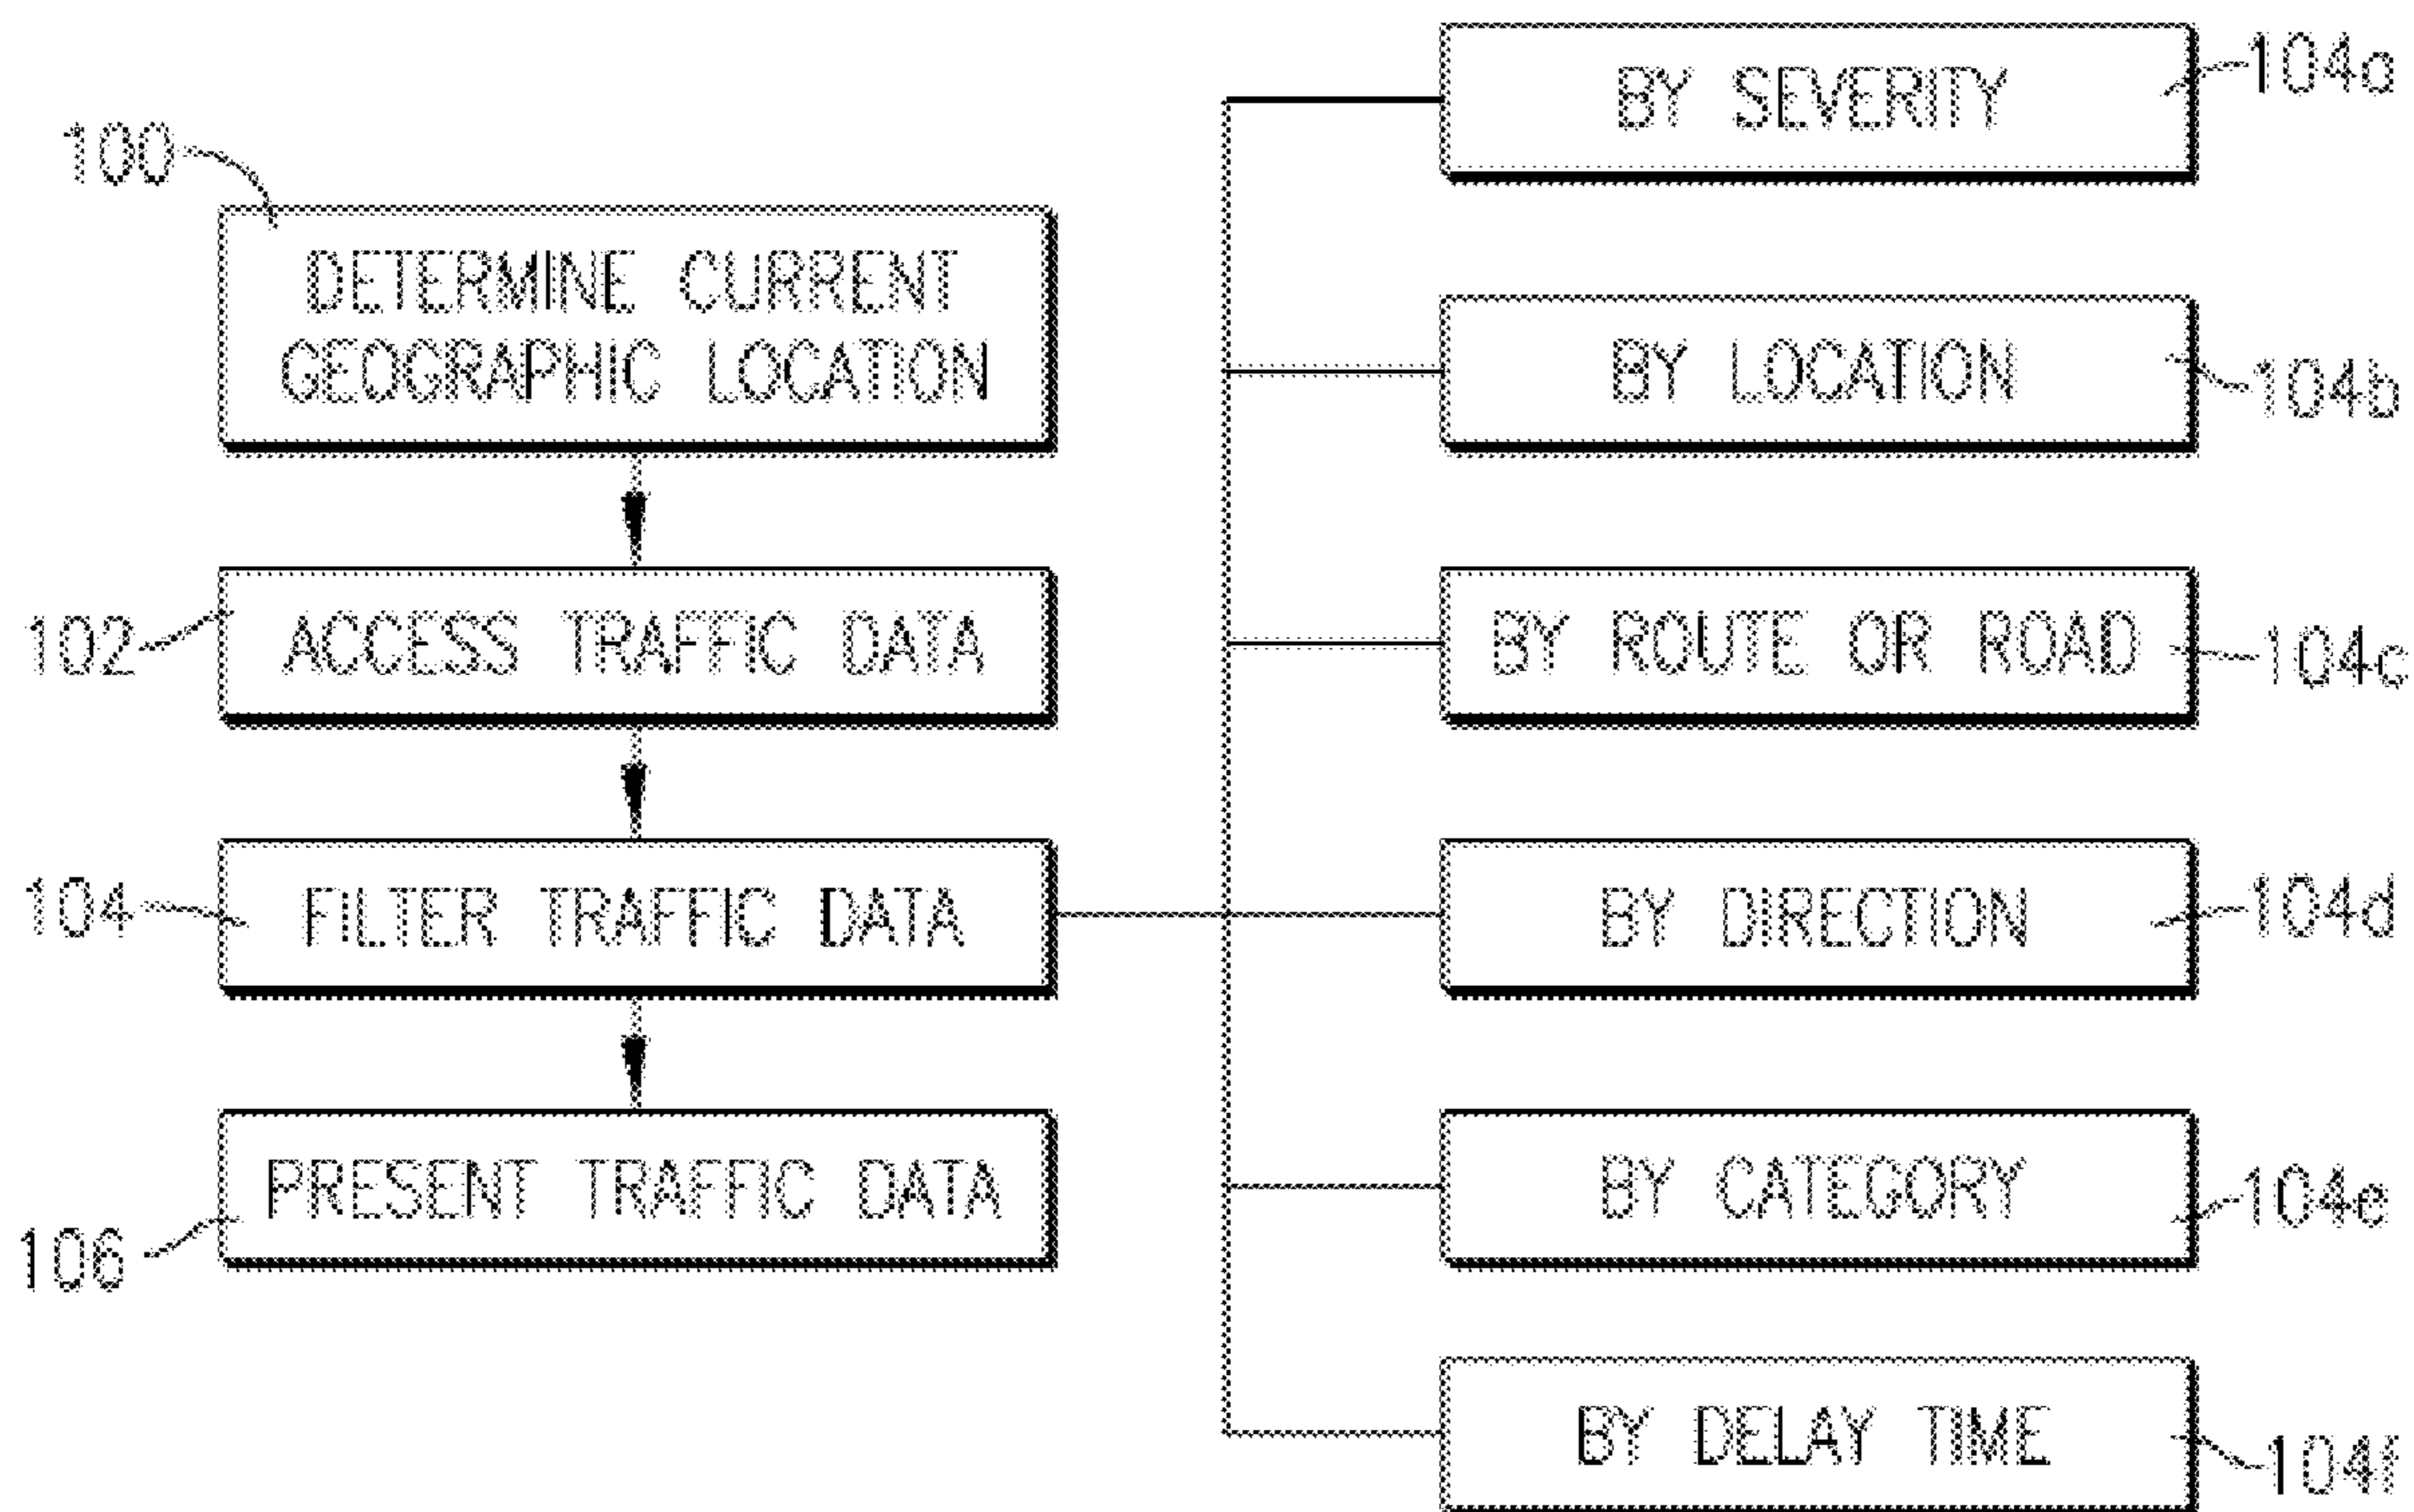 100
DETERMINE CURRENT
GEOGRAPHIC LOCATION
102
ACCESS TRAFFIC DATA
104
FILTER TRAFFIC DATA
106
PRESENT TRAFFIC DATA
BY SEVERITY
104a
BY LOCATION
104b
BY ROUTE OR ROAD
104c
BY DIRECTION
104d
BY CATEGORY
104e
BY DELAY TIME
104f